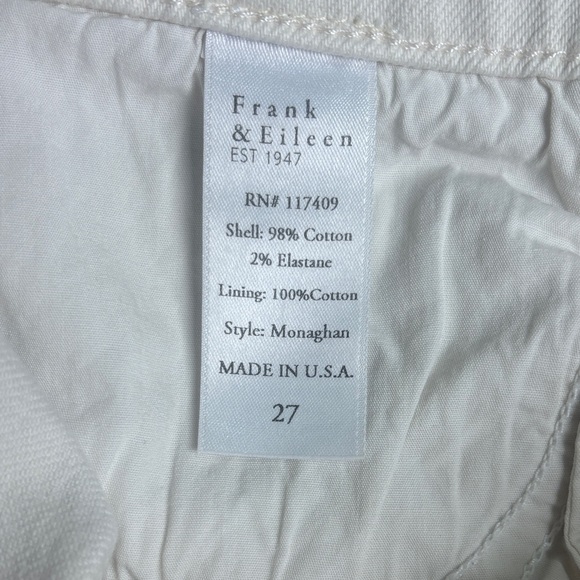 Frank
& Eileen
EST 1947
RN# 117409
Shell: 98% Cotton
2% Elastane
Lining: 100%Cotton
Style: Monaghan
MADE IN U.S.A.
27